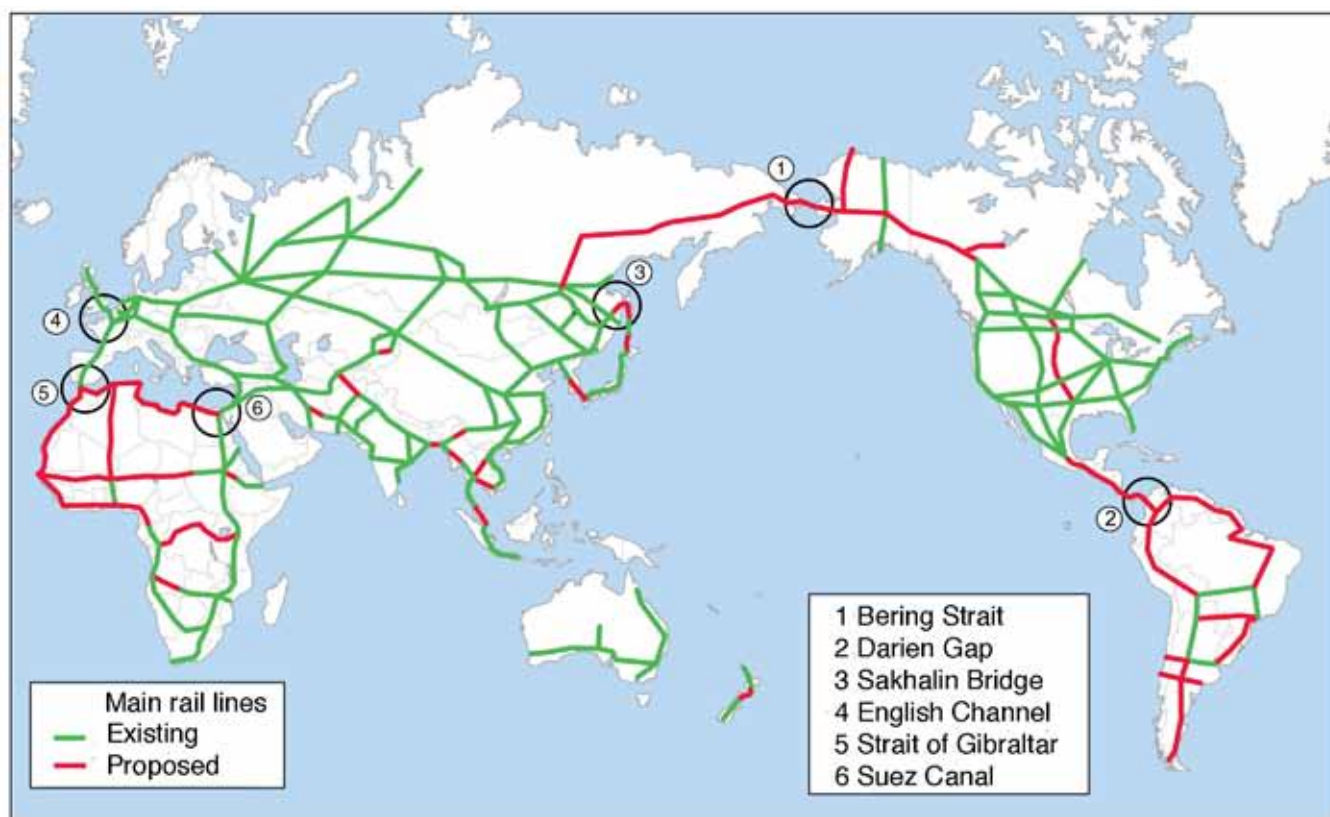 1
3
4
5
6
2
1 Bering Strait
2 Darien Gap
3 Sakhalin Bridge
4 English Channel
5 Strait of Gibraltar
6 Suez Canal
Main rail lines
Existing
Proposed